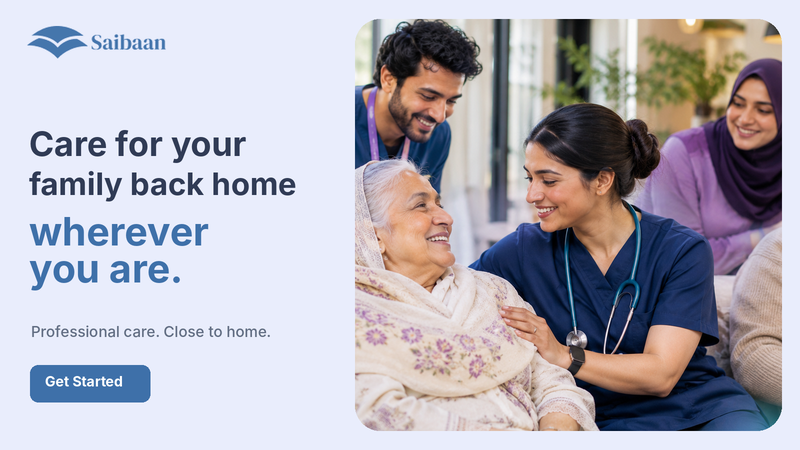 Saibaan
Care for your
family back home
wherever
you are.
Professional care. Close to home.
Get Started